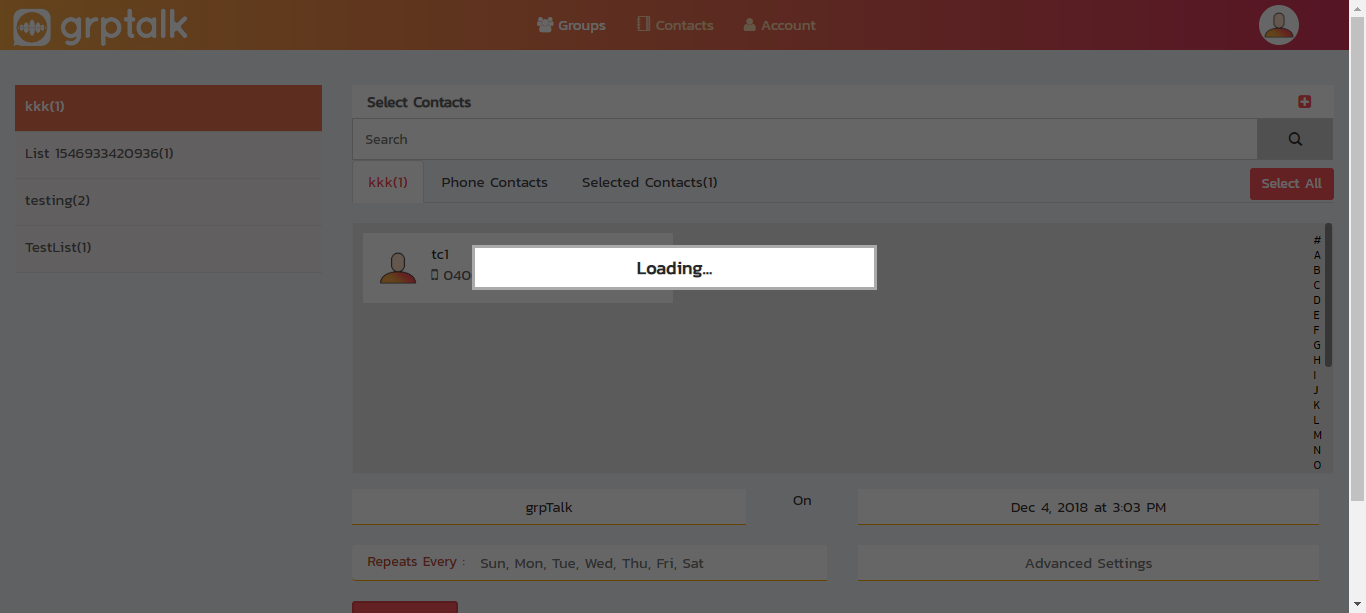 grptalk
Groups
Contacts
Account
kkk(1)
List 1546933420936(1)
testing(2)
TestList(1)
Select Contacts
Search
kkk(1)
Phone Contacts
Selected Contacts(1)
Select All
tc1
040
Loading...
#
A
B
C
D
E
F
G
H
I
J
K
L
M
N
O
grpTalk
On
Dec 4, 2018 at 3:03 PM
Repeats Every :
Sun, Mon, Tue, Wed, Thu, Fri, Sat
Advanced Settings